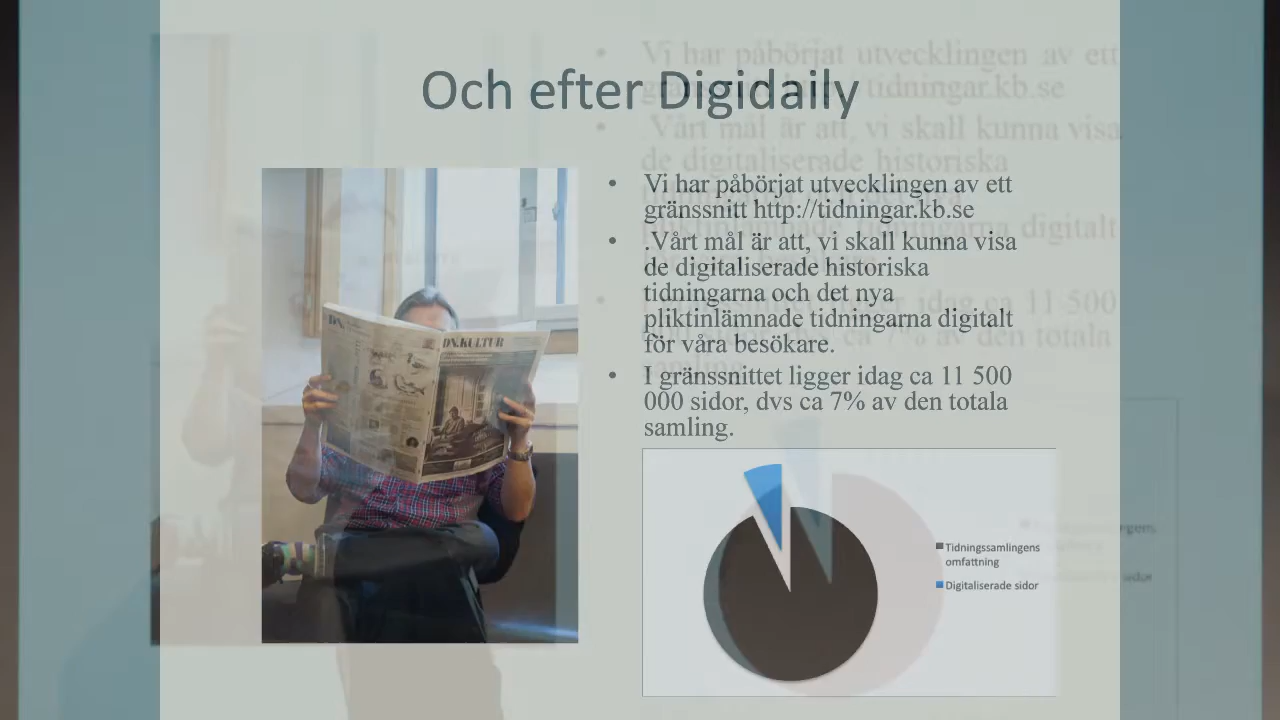 Och efter Digidaily
• Vi har påbörjat utvecklingen av ett
gränssnitt http://tidningar.kb.se
• .Vårt mål är att, vi skall kunna visa
de digitaliserade historiska
tidningarna och det nya
pliktinlämnade tidningarna digitalt
för våra besökare.
• I gränssnittet ligger idag ca 11 500
000 sidor, dvs ca 7% av den totala
samling.
DN.KULTUR
Tidningssamlingens
omfattning
Digitaliserade sidor